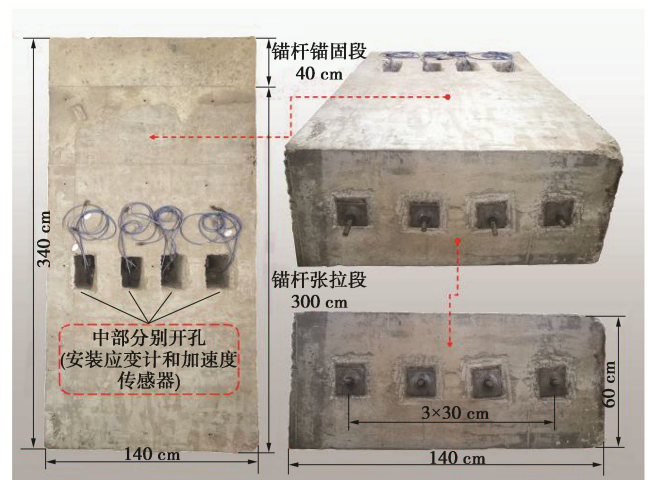 锚杆锚固段
40 cm
340 cm
锚杆张拉段
300 cm
中部分别开孔
(安装应变计和加速度
传感器)
140 cm
3×30 cm
60 cm
140 cm